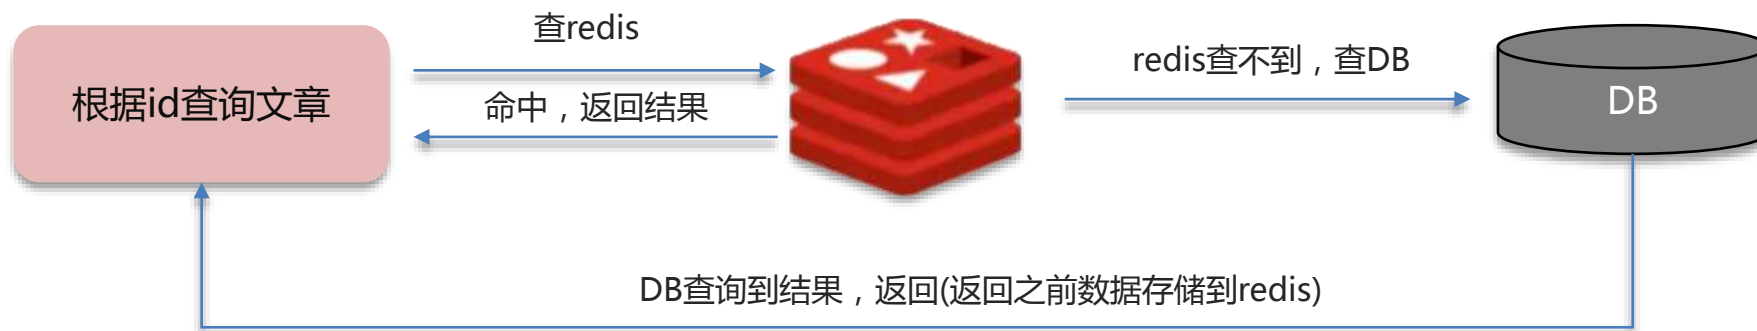 查redis
redis查不到，查DB
根据id查询文章
命中，返回结果
DB
DB查询到结果，返回(返回之前数据存储到redis)